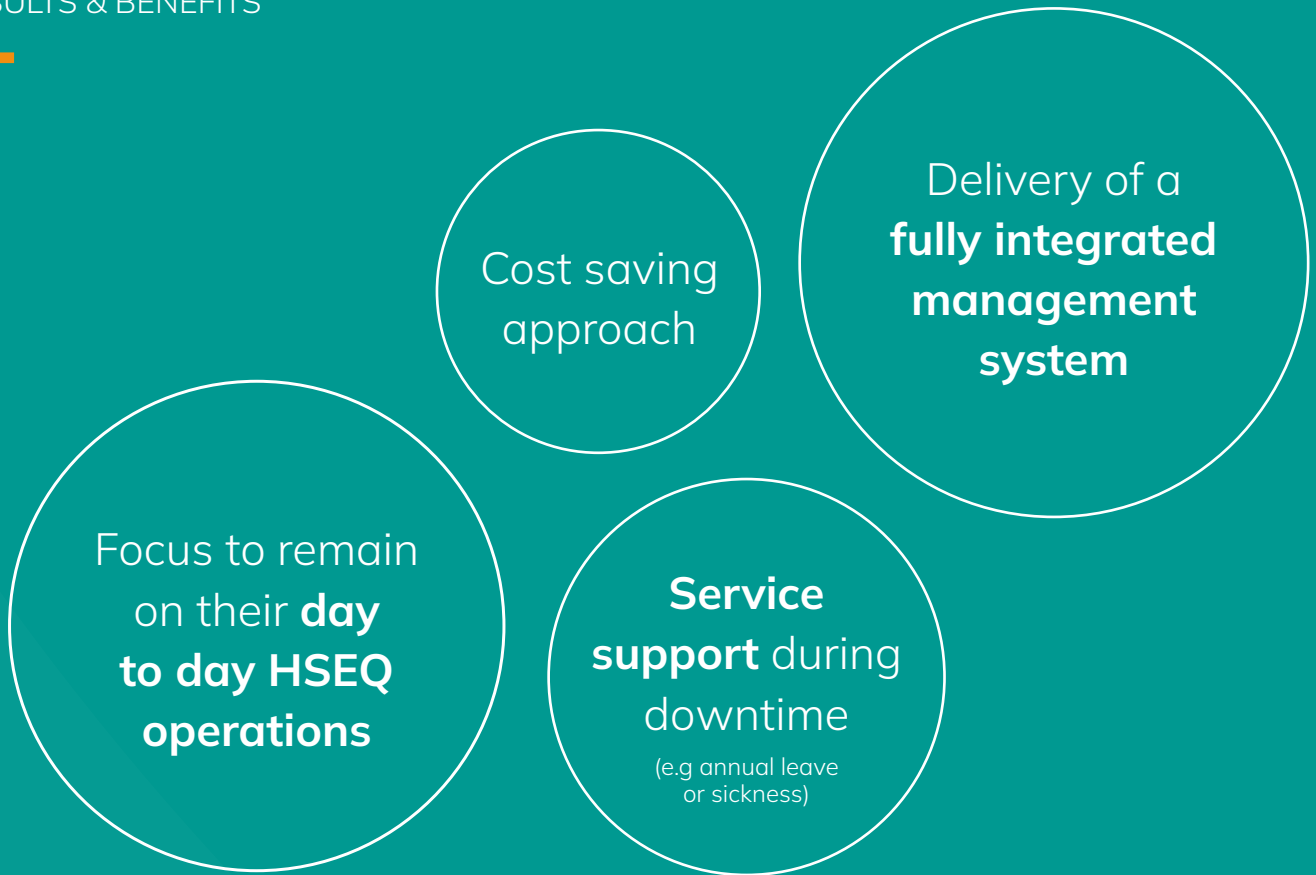 SULTS & BENEFITS
Cost saving
approach
Delivery of a
fully integrated
management
system
Focus to remain
on their day
to day HSEQ
operations
Service
support during
downtime
(e.g annual leave
or sickness)